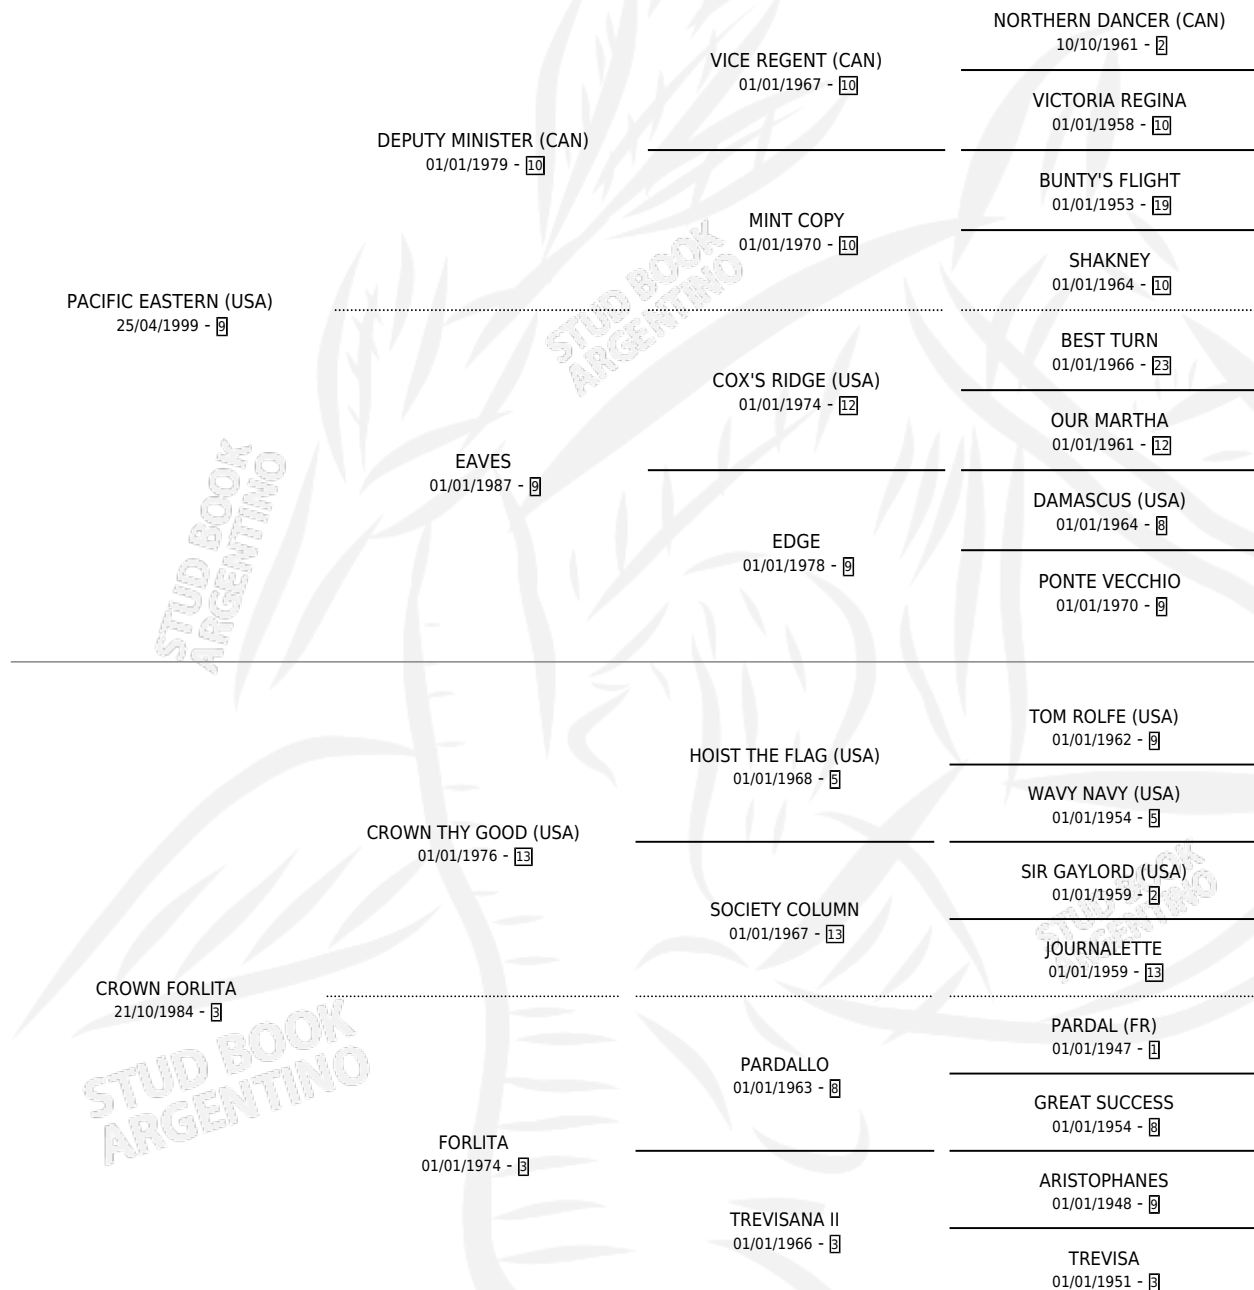 NORTHERN DANCER (CAN)
10/10/1961 - 2
VICE REGENT (CAN)
01/01/1967 - 10
VICTORIA REGINA
01/01/1958 - 10
DEPUTY MINISTER (CAN)
01/01/1979 - 10
BUNTY'S FLIGHT
01/01/1953 - 19
MINT COPY
01/01/1970 - 10
SHAKNEY
01/01/1964 - 10
PACIFIC EASTERN (USA)
25/04/1999 - 9
BEST TURN
01/01/1966 - 23
COX'S RIDGE (USA)
01/01/1974 - 12
OUR MARTHA
01/01/1961 - 12
EAVES
01/01/1987 - 9
DAMASCUS (USA)
01/01/1964 - 8
EDGE
01/01/1978 - 9
PONTE VECCHIO
01/01/1970 - 9
STUD BOOK
ARGENTINO
STUD BOOK
ARGENTINO
TOM ROLFE (USA)
01/01/1962 - 9
HOIST THE FLAG (USA)
01/01/1968 - 5
WAVY NAVY (USA)
01/01/1954 - 5
CROWN THY GOOD (USA)
01/01/1976 - 13
SIR GAYLORD (USA)
01/01/1959 - 2
SOCIETY COLUMN
01/01/1967 - 13
JOURNALETTE
01/01/1959 - 13
CROWN FORLITA
21/10/1984 - 3
PARDAL (FR)
01/01/1947 - 1
PARDALLO
01/01/1963 - 8
GREAT SUCCESS
01/01/1954 - 8
FORLITA
01/01/1974 - 3
ARISTOPHANES
01/01/1948 - 9
TREVISANA II
01/01/1966 - 3
TREVISA
01/01/1951 - 3
STUD BOOK
ARGENTINO
STUD BOOK
ARGENTINO